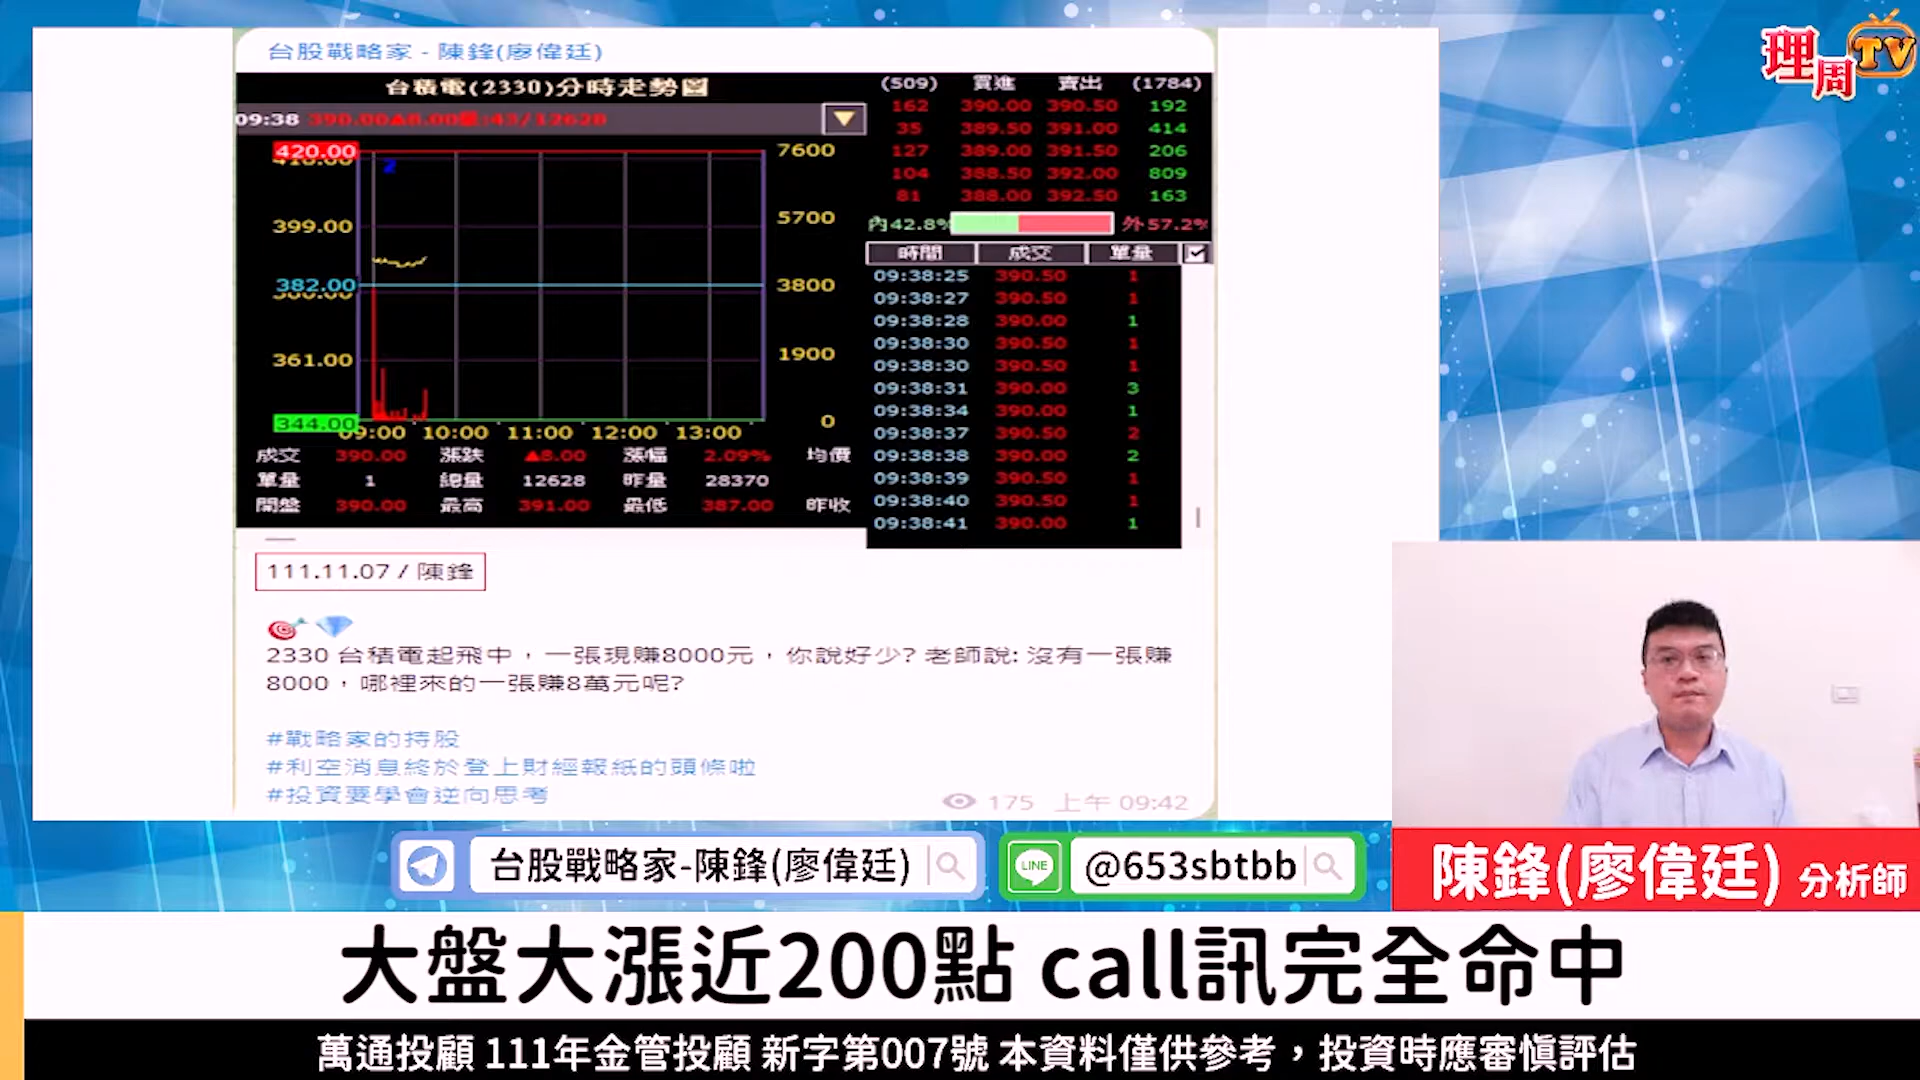 台股戰略家 - 陳鋒(廖偉廷)
理周TV
台積電(2330)分時走勢圖
09:38 390.00▲8.00量:43/12628
420.00
399.00
382.00
361.00
344.00
7600
5700
3800
1900
0
09:00 10:00 11:00 12:00 13:00
成交 390.00 漲跌 ▲8.00 漲幅 2.09% 均價
單量 1 總量 12628 昨量 28370
開盤 390.00 最高 391.00 最低 387.00 昨收
(509) 買進 賣出 (1784)
162 390.00 390.50 192
35 389.50 391.00 414
127 389.00 391.50 206
104 388.50 392.00 809
81 388.00 392.50 163
內42.8% 外57.2%
時間 成交 單量
09:38:25 390.50 1
09:38:27 390.50 1
09:38:28 390.00 1
09:38:30 390.50 1
09:38:30 390.50 1
09:38:31 390.00 3
09:38:34 390.00 1
09:38:37 390.50 2
09:38:38 390.00 2
09:38:39 390.50 1
09:38:40 390.50 1
09:38:41 390.00 1
111.11.07 / 陳鋒
2330 台積電起飛中，一張現賺8000元，你說好少? 老師說: 沒有一張賺
8000，哪裡來的一張賺8萬元呢?
#戰略家的持股
#利空消息終於登上財經報紙的頭條啦
#投資要學會逆向思考
175 上午 09:42
台股戰略家-陳鋒(廖偉廷)
LINE @653sbtbb
陳鋒(廖偉廷) 分析師
大盤大漲近200點 call訊完全命中
萬通投顧 111年金管投顧 新字第007號 本資料僅供參考，投資時應審慎評估